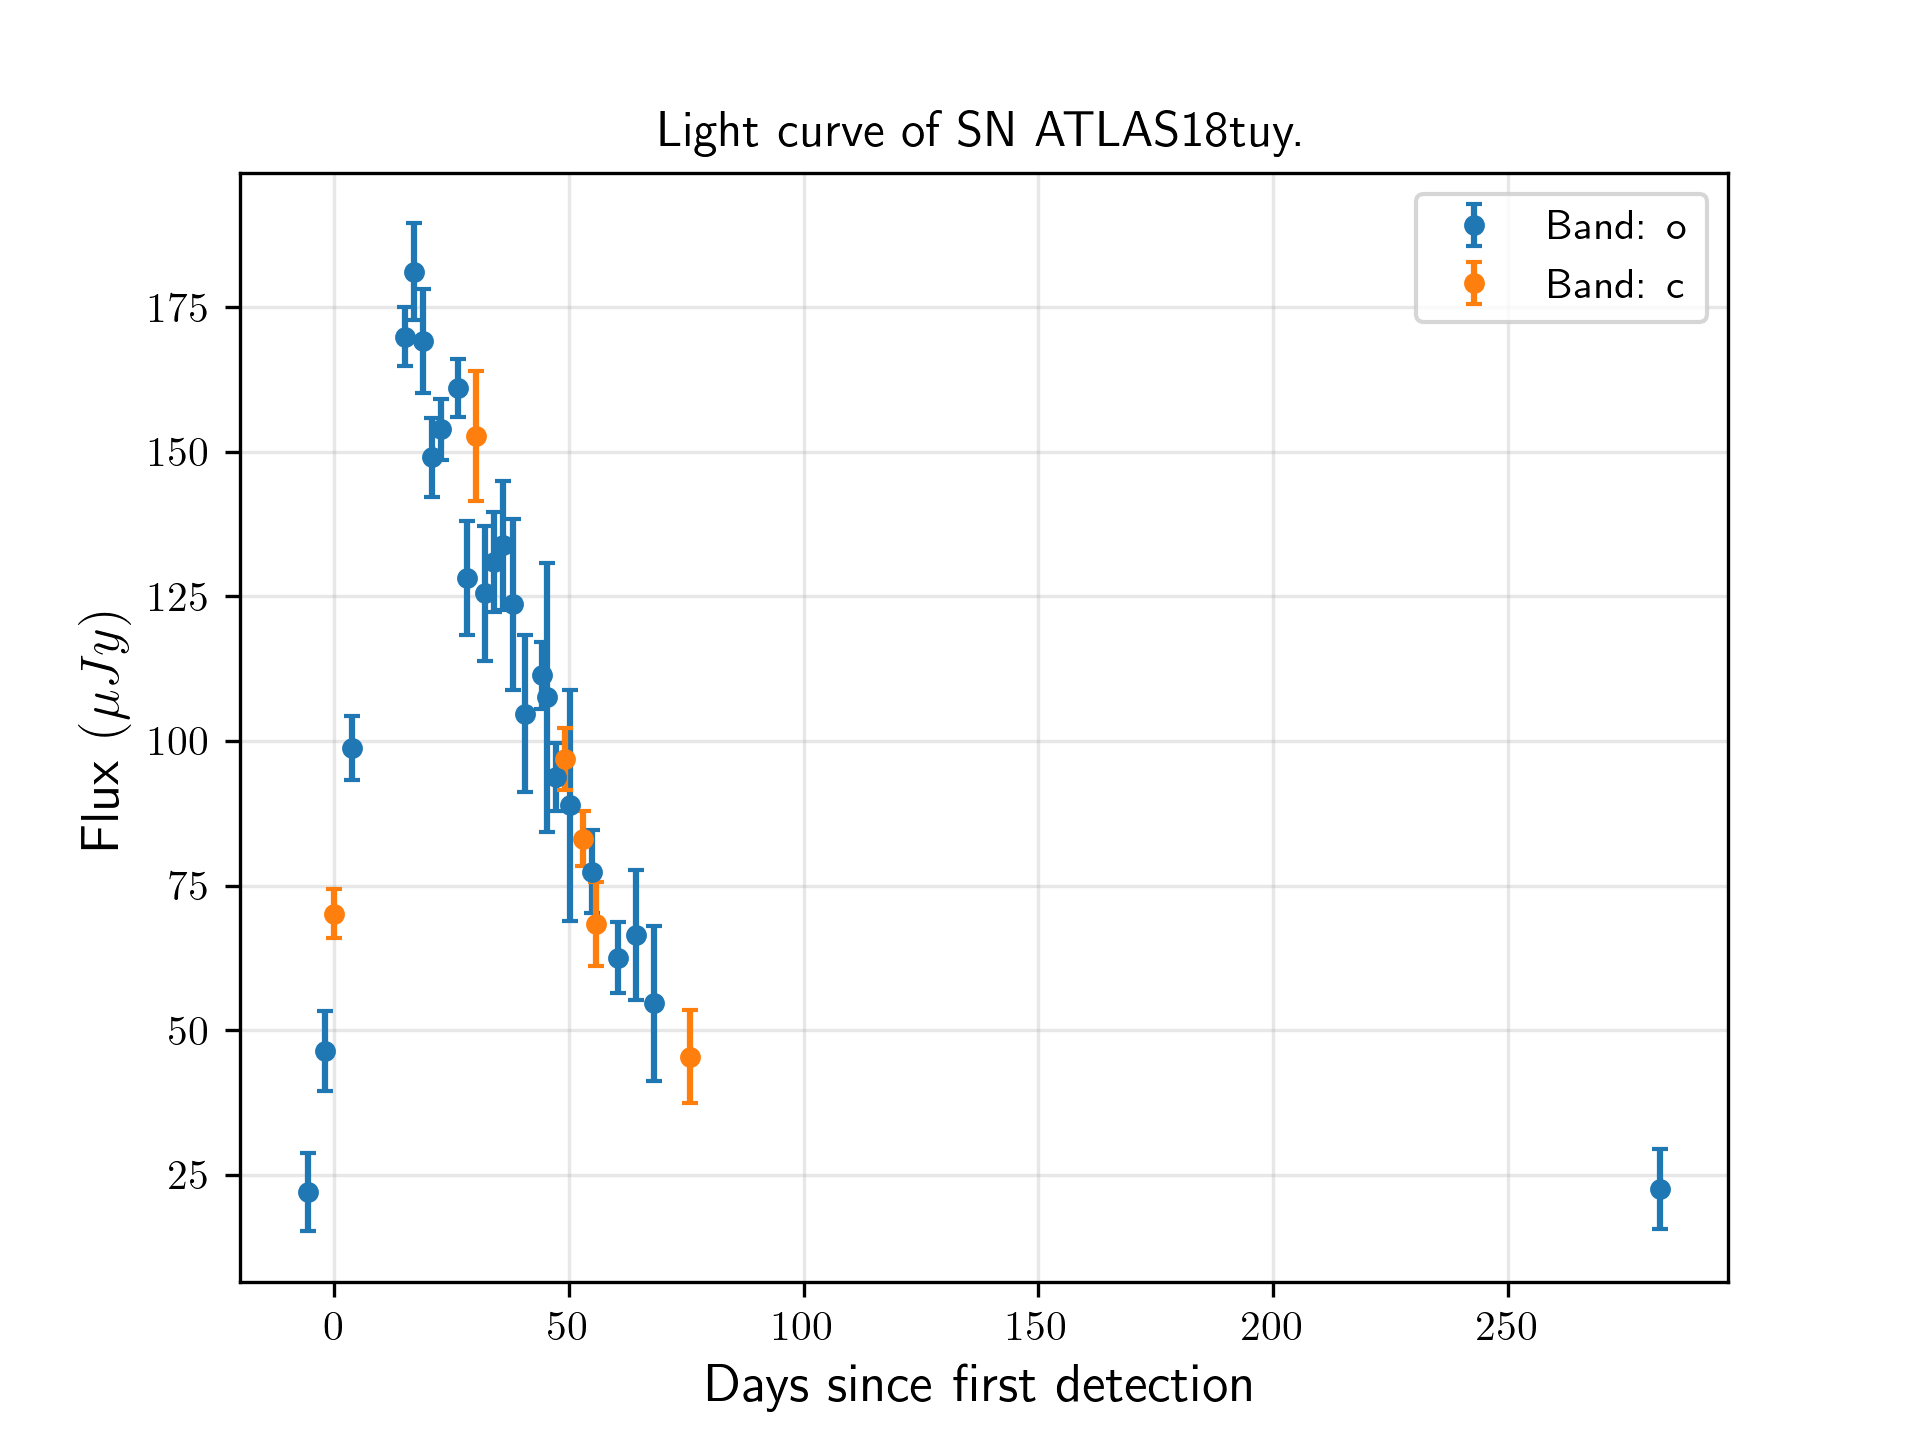 Light curve of SN ATLAS18tuy.
Band: o
Band: c
175
150
125
100
75
50
25
Flux (μJy)
0 50 100 150 200 250
Days since first detection